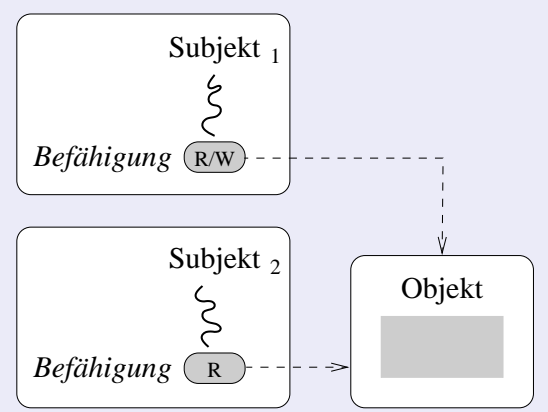 Subjekt 1
Befähigung R/W
Subjekt 2
Objekt
Befähigung R